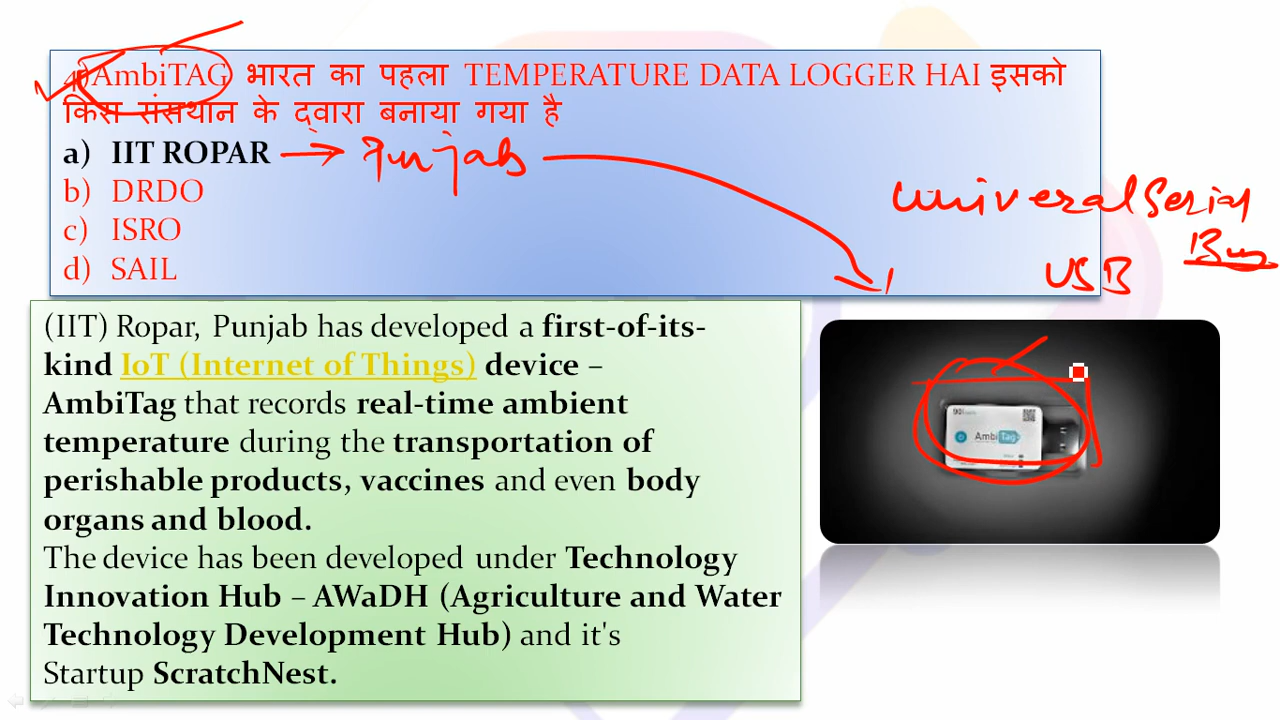 4) AmbiTAG भारत का पहला TEMPERATURE DATA LOGGER HAI इसको
किस संसथान के द्वारा बनाया गया है
a) IIT ROPAR → Punjab
b) DRDO
c) ISRO
d) SAIL
Univeral Serial
Bus
USB
(IIT) Ropar, Punjab has developed a first-of-its-
kind IoT (Internet of Things) device –
AmbiTag that records real-time ambient
temperature during the transportation of
perishable products, vaccines and even body
organs and blood.
The device has been developed under Technology
Innovation Hub – AWaDH (Agriculture and Water
Technology Development Hub) and it's
Startup ScratchNest.
AmbiTag